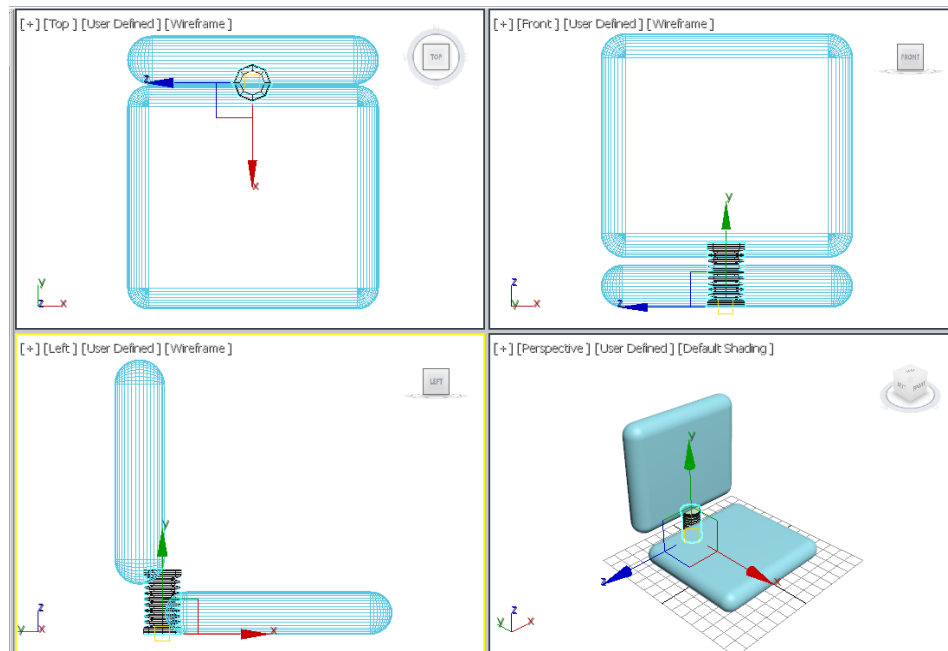 [+] [Top ] [User Defined ] [Wireframe ]
TOP
z
x
y
z x
[+] [Front ] [User Defined ] [Wireframe ]
FRONT
y
z
z
y x
[+] [Left ] [User Defined ] [Wireframe ]
LEFT
y
x
z
y x
[+] [Perspective ] [User Defined ] [Default Shading ]
y
z
x
z
y x